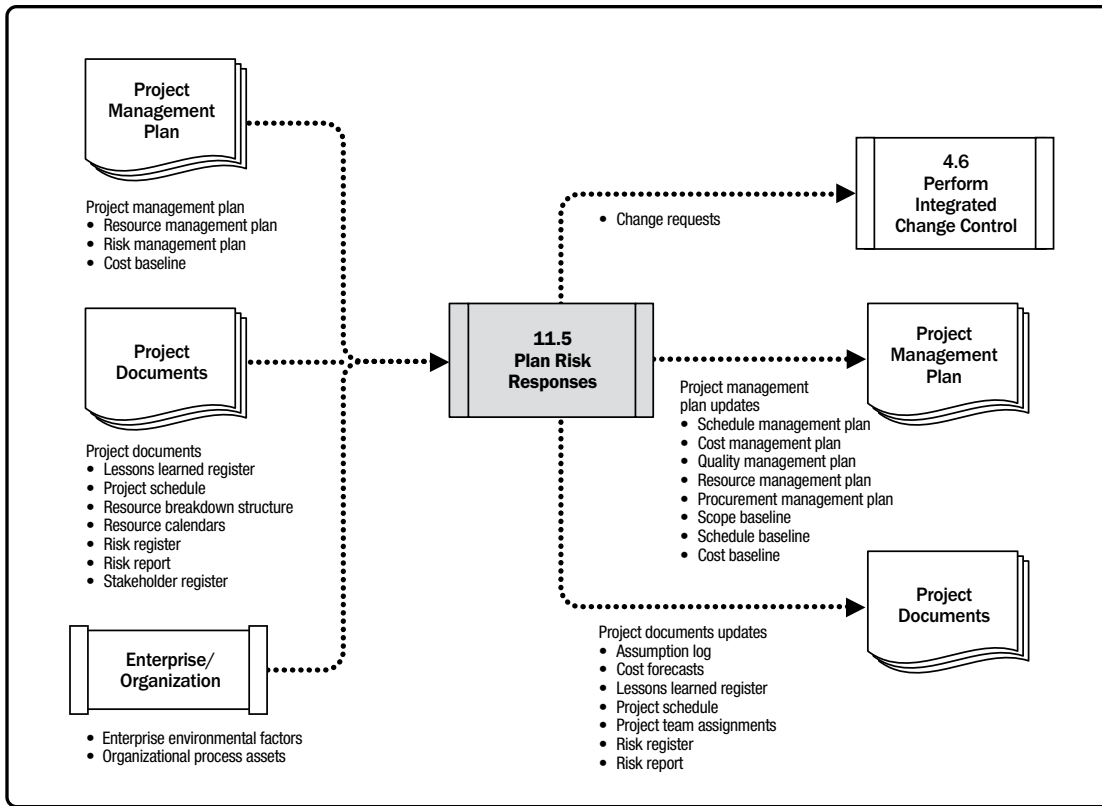 Project
Management
Plan
Project management plan
• Resource management plan
• Risk management plan
• Cost baseline
Project
Documents
Project documents
• Lessons learned register
• Project schedule
• Resource breakdown structure
• Resource calendars
• Risk register
• Risk report
• Stakeholder register
Enterprise/
Organization
• Enterprise environmental factors
• Organizational process assets
11.5
Plan Risk
Responses
• Change requests
4.6
Perform
Integrated
Change Control
Project management
plan updates
• Schedule management plan
• Cost management plan
• Quality management plan
• Resource management plan
• Procurement management plan
• Scope baseline
• Schedule baseline
• Cost baseline
Project
Management
Plan
Project documents updates
• Assumption log
• Cost forecasts
• Lessons learned register
• Project schedule
• Project team assignments
• Risk register
• Risk report
Project
Documents